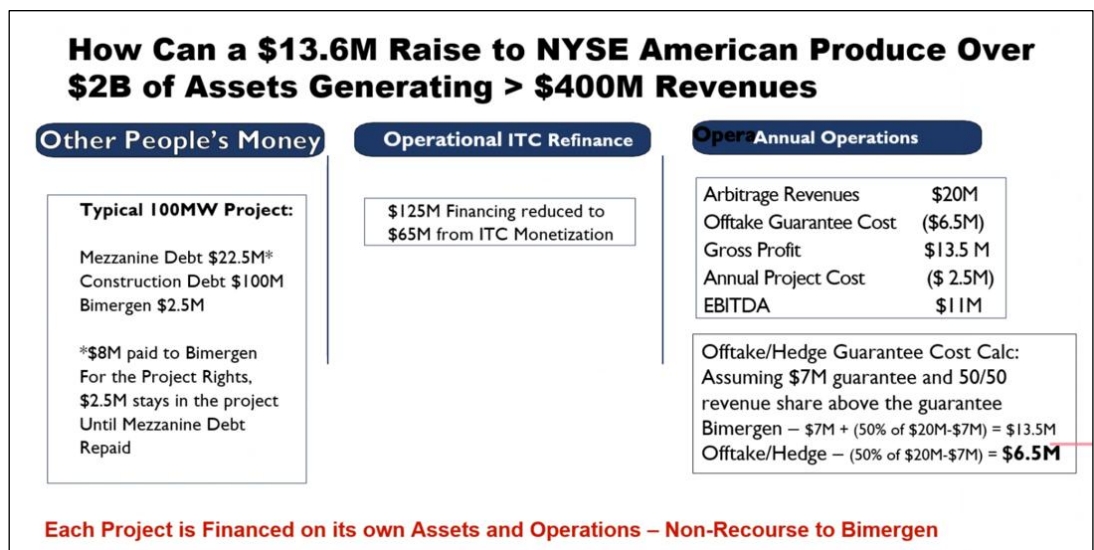 How Can a $13.6M Raise to NYSE American Produce Over
$2B of Assets Generating > $400M Revenues
Other People's Money
Typical 100MW Project:
Mezzanine Debt $22.5M*
Construction Debt $100M
Bimergen $2.5M
*$8M paid to Bimergen
For the Project Rights,
$2.5M stays in the project
Until Mezzanine Debt
Repaid
Operational ITC Refinance
$125M Financing reduced to
$65M from ITC Monetization
Opera Annual Operations
Arbitrage Revenues $20M
Offtake Guarantee Cost ($6.5M)
Gross Profit $13.5 M
Annual Project Cost ($ 2.5M)
EBITDA $11M
Offtake/Hedge Guarantee Cost Calc:
Assuming $7M guarantee and 50/50
revenue share above the guarantee
Bimergen – $7M + (50% of $20M-$7M) = $13.5M
Offtake/Hedge – (50% of $20M-$7M) = $6.5M
Each Project is Financed on its own Assets and Operations – Non-Recourse to Bimergen